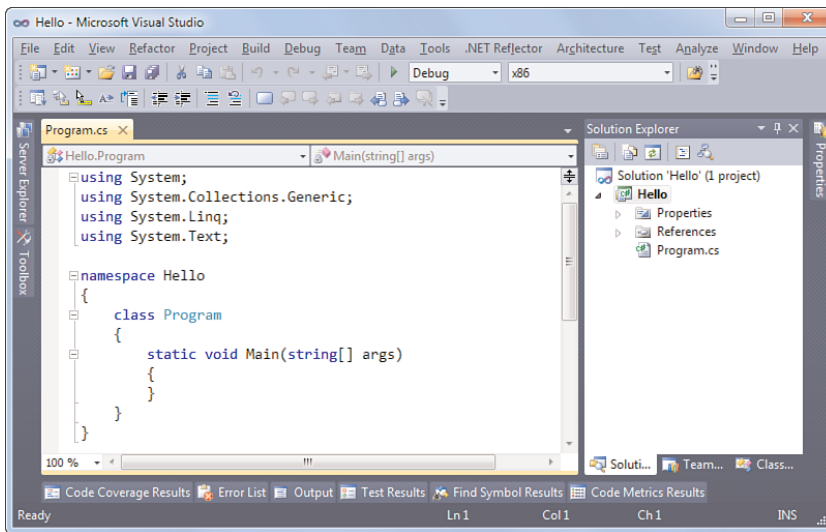 Hello - Microsoft Visual Studio
File Edit View Refactor Project Build Debug Team Data Tools .NET Reflector Architecture Test Analyze Window Help
Debug x86
Server Explorer
Toolbox
Program.cs
Hello.Program Main(string[] args)
using System;
using System.Collections.Generic;
using System.Linq;
using System.Text;
namespace Hello
{
class Program
{
static void Main(string[] args)
{
}
}
}
100 %
Solution Explorer
Solution 'Hello' (1 project)
Hello
Properties
References
Program.cs
Soluti... Team... Class...
Properties
Code Coverage Results Error List Output Test Results Find Symbol Results Code Metrics Results
Ready Ln 1 Col 1 Ch 1 INS